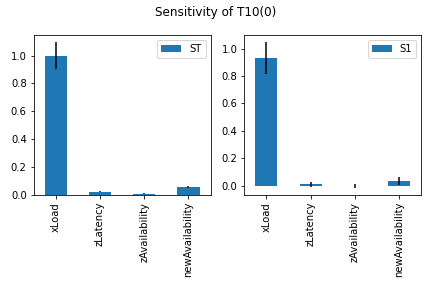 Sensitivity of T10(0)
ST
1.0
0.8
0.6
0.4
0.2
0.0
xLoad
zLatency
zAvailability
newAvailability
S1
1.0
0.8
0.6
0.4
0.2
0.0
xLoad
zLatency
zAvailability
newAvailability